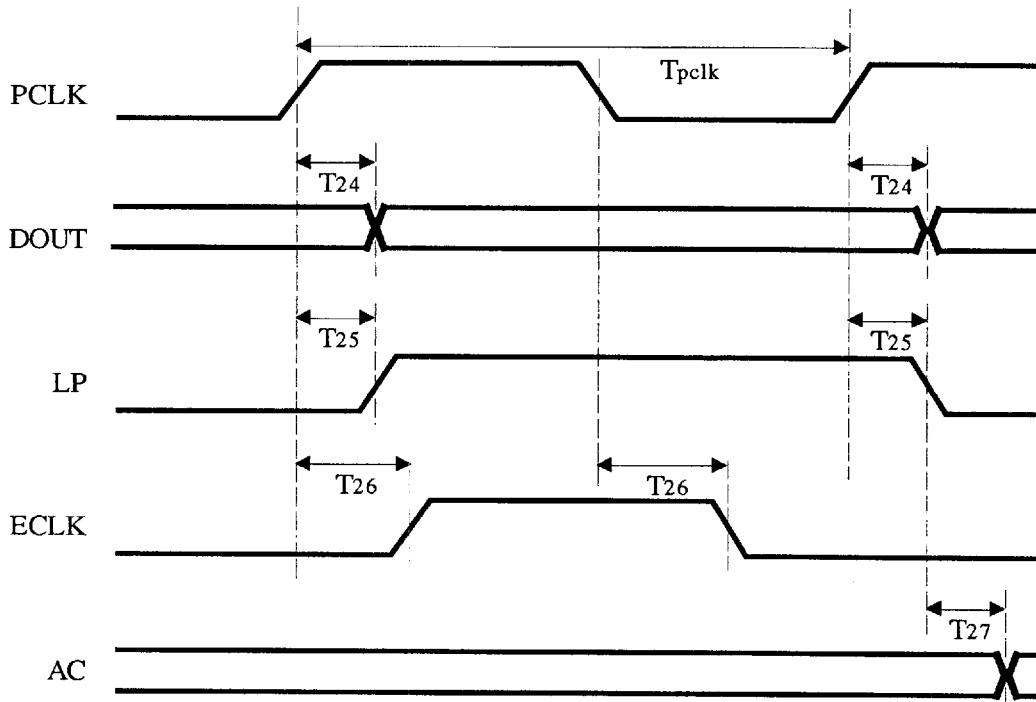 Tpclk
PCLK
T24 T24
DOUT
T25 T25
LP
T26 T26
ECLK
T27
AC